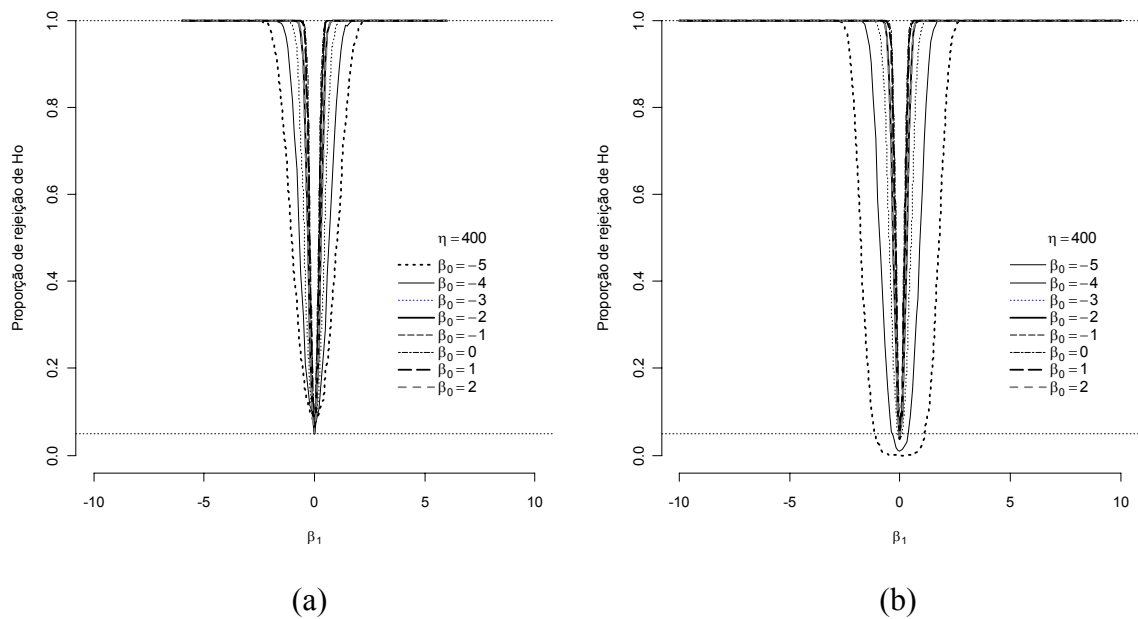 1.0
0.8
0.6
0.4
0.2
0.0
Proporção de rejeição de Ho
η = 400
β0 = −5
β0 = −4
β0 = −3
β0 = −2
β0 = −1
β0 = 0
β0 = 1
β0 = 2
-10 -5 0 5 10
β1
(a)
1.0
0.8
0.6
0.4
0.2
0.0
Proporção de rejeição de Ho
η = 400
β0 = −5
β0 = −4
β0 = −3
β0 = −2
β0 = −1
β0 = 0
β0 = 1
β0 = 2
-10 -5 0 5 10
β1
(b)